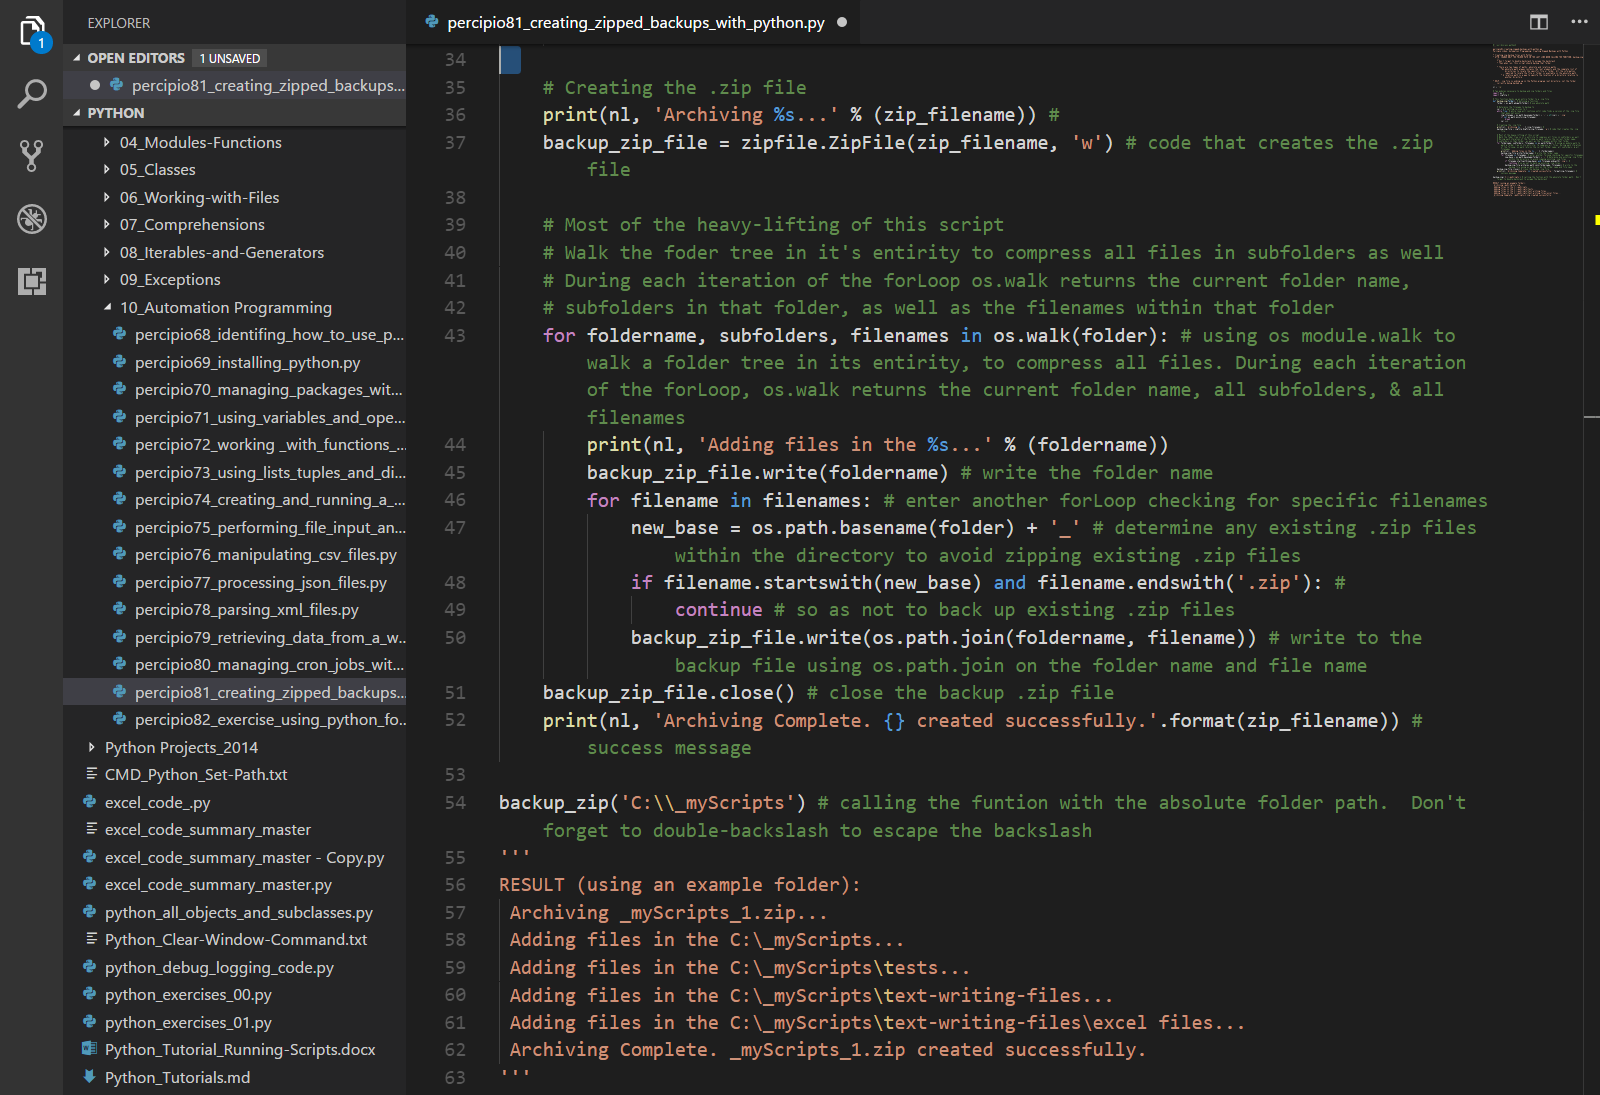 EXPLORER
1
OPEN EDITORS 1 UNSAVED
percipio81_creating_zipped_backups...
PYTHON
04_Modules-Functions
05_Classes
06_Working-with-Files
07_Comprehensions
08_Iterables-and-Generators
09_Exceptions
10_Automation Programming
percipio68_identifing_how_to_use_p...
percipio69_installing_python.py
percipio70_managing_packages_wit...
percipio71_using_variables_and_ope...
percipio72_working _with_functions_...
percipio73_using_lists_tuples_and_di...
percipio74_creating_and_running_a_...
percipio75_performing_file_input_an...
percipio76_manipulating_csv_files.py
percipio77_processing_json_files.py
percipio78_parsing_xml_files.py
percipio79_retrieving_data_from_a_w...
percipio80_managing_cron_jobs_wit...
percipio81_creating_zipped_backups...
percipio82_exercise_using_python_fo...
Python Projects_2014
CMD_Python_Set-Path.txt
excel_code_.py
excel_code_summary_master
excel_code_summary_master - Copy.py
excel_code_summary_master.py
python_all_objects_and_subclasses.py
Python_Clear-Window-Command.txt
python_debug_logging_code.py
python_exercises_00.py
python_exercises_01.py
Python_Tutorial_Running-Scripts.docx
Python_Tutorials.md
percipio81_creating_zipped_backups_with_python.py
34
35 # Creating the .zip file
36 print(nl, 'Archiving %s...' % (zip_filename)) #
37 backup_zip_file = zipfile.ZipFile(zip_filename, 'w') # code that creates the .zip
file
38
39 # Most of the heavy-lifting of this script
40 # Walk the foder tree in it's entirity to compress all files in subfolders as well
41 # During each iteration of the forLoop os.walk returns the current folder name,
42 # subfolders in that folder, as well as the filenames within that folder
43 for foldername, subfolders, filenames in os.walk(folder): # using os module.walk to
walk a folder tree in its entirity, to compress all files. During each iteration
of the forLoop, os.walk returns the current folder name, all subfolders, & all
filenames
44 print(nl, 'Adding files in the %s...' % (foldername))
45 backup_zip_file.write(foldername) # write the folder name
46 for filename in filenames: # enter another forLoop checking for specific filenames
47 new_base = os.path.basename(folder) + '_' # determine any existing .zip files
within the directory to avoid zipping existing .zip files
48 if filename.startswith(new_base) and filename.endswith('.zip'): #
49 continue # so as not to back up existing .zip files
50 backup_zip_file.write(os.path.join(foldername, filename)) # write to the
backup file using os.path.join on the folder name and file name
51 backup_zip_file.close() # close the backup .zip file
52 print(nl, 'Archiving Complete. {} created successfully.'.format(zip_filename)) #
success message
53
54 backup_zip('C:\\_myScripts') # calling the funtion with the absolute folder path.  Don't
forget to double-backslash to escape the backslash
55 '''
56 RESULT (using an example folder):
57 Archiving _myScripts_1.zip...
58 Adding files in the C:\_myScripts...
59 Adding files in the C:\_myScripts\tests...
60 Adding files in the C:\_myScripts\text-writing-files...
61 Adding files in the C:\_myScripts\text-writing-files\excel files...
62 Archiving Complete. _myScripts_1.zip created successfully.
63 '''